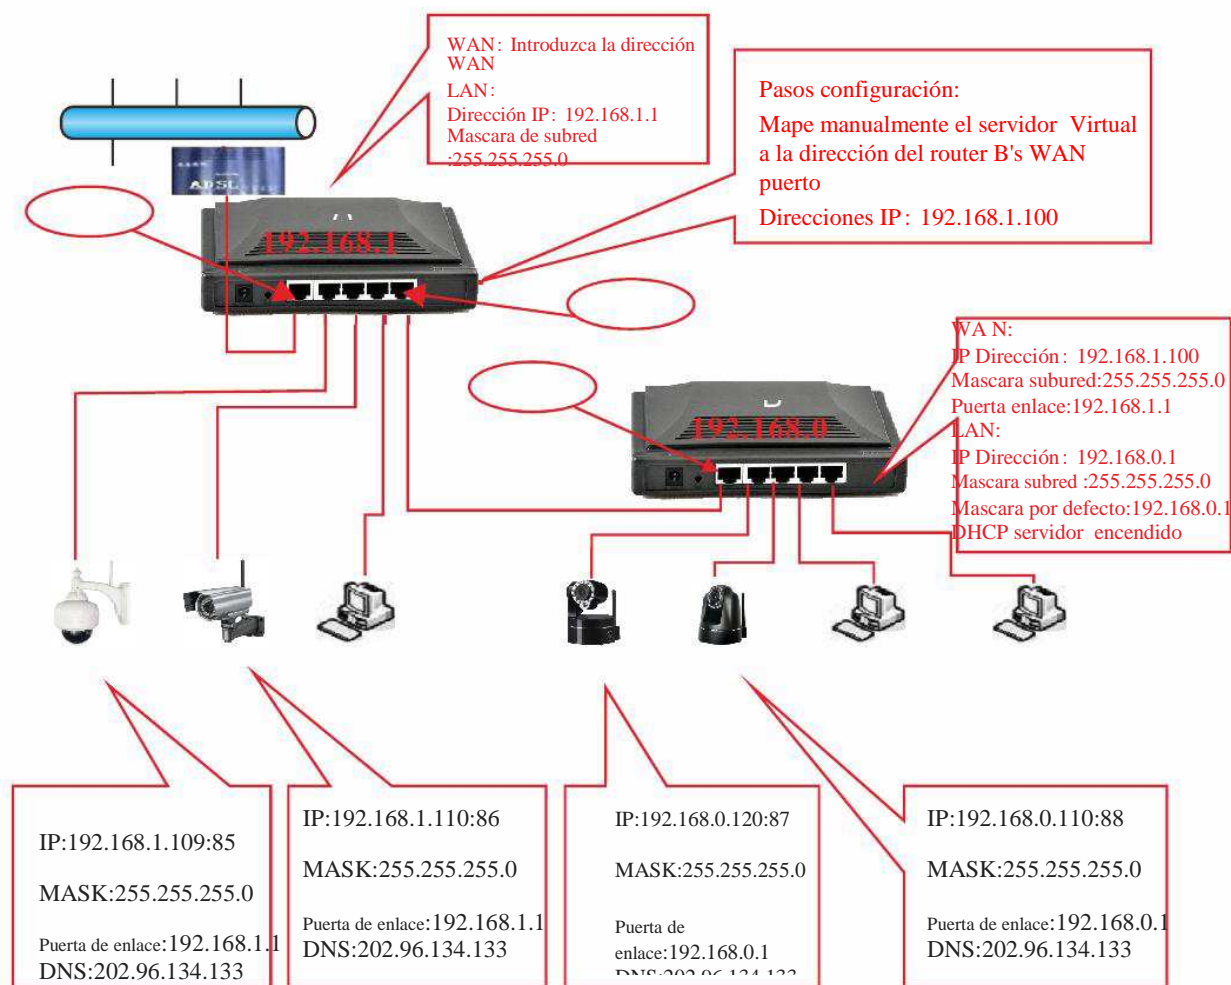 WAN: Introduzca la dirección
WAN
LAN:
Dirección IP: 192.168.1.1
Mascara de subred
:255.255.255.0
Pasos configuración:
Mape manualmente el servidor Virtual
a la dirección del router B's WAN
puerto
Direcciones IP: 192.168.1.100
ADSL
192.168.1
192.168.0
WA N:
IP Dirección: 192.168.1.100
Mascara subured:255.255.255.0
Puerta enlace:192.168.1.1
LAN:
IP Dirección: 192.168.0.1
Mascara subred :255.255.255.0
Mascara por defecto:192.168.0.1
DHCP servidor encendido
IP:192.168.1.109:85
MASK:255.255.255.0
Puerta de enlace:192.168.1.1
DNS:202.96.134.133
IP:192.168.1.110:86
MASK:255.255.255.0
Puerta de enlace:192.168.1.1
DNS:202.96.134.133
IP:192.168.0.120:87
MASK:255.255.255.0
Puerta de
enlace:192.168.0.1
DNS:202.96.134.133
IP:192.168.0.110:88
MASK:255.255.255.0
Puerta de enlace:192.168.0.1
DNS:202.96.134.133